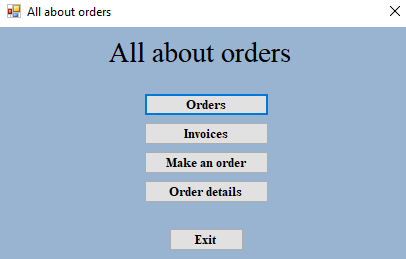 All about orders
All about orders
Orders
Invoices
Make an order
Order details
Exit